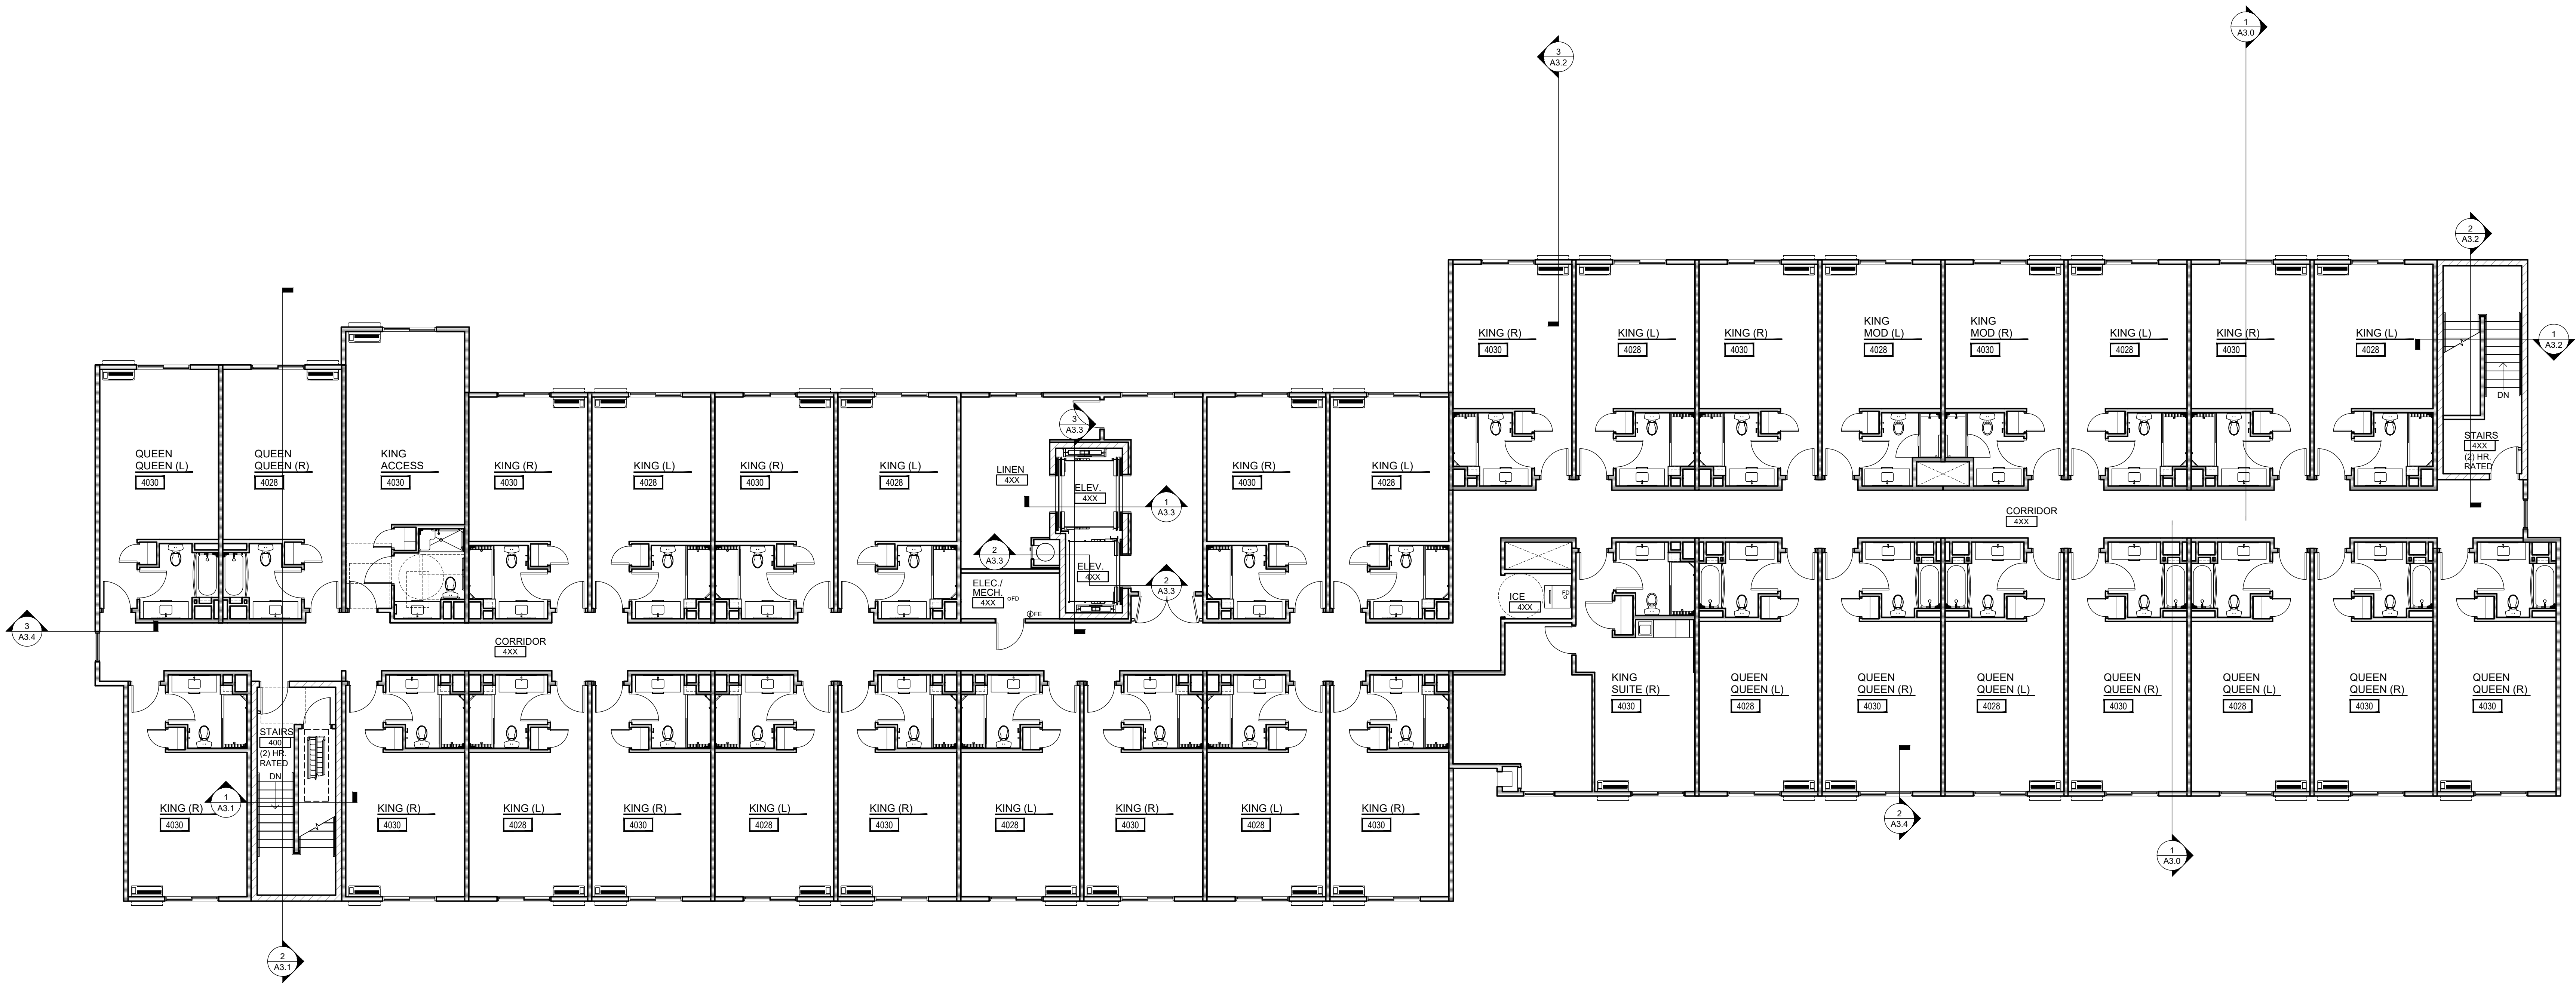 1
A3.0
3
A3.2
2
A3.2
KING (R)
4030
KING (L)
4028
KING (R)
4030
KING
MOD (L)
4028
KING
MOD (R)
4030
KING (L)
4028
KING (R)
4030
KING (L)
4028
1
A3.2
DN
STAIRS
4XX
(2) HR.
RATED
QUEEN
QUEEN (L)
4030
QUEEN
QUEEN (R)
4028
KING
ACCESS
4030
KING (R)
4030
KING (L)
4028
KING (R)
4030
KING (L)
4028
LINEN
4XX
3
A3.3
ELEV.
4XX
1
A3.3
2
A3.3
ELEV.
4XX
2
A3.3
ELEC./
MECH.
4XX
FD
FE
KING (R)
4030
KING (L)
4028
CORRIDOR
4XX
ICE
4XX
FD
3
A3.4
CORRIDOR
4XX
KING
SUITE (R)
4030
QUEEN
QUEEN (L)
4028
QUEEN
QUEEN (R)
4030
QUEEN
QUEEN (L)
4028
QUEEN
QUEEN (R)
4030
QUEEN
QUEEN (L)
4028
QUEEN
QUEEN (R)
4030
QUEEN
QUEEN (R)
4030
STAIRS
400
(2) HR.
RATED
DN
KING (R)
4030
1
A3.1
KING (R)
4030
KING (L)
4028
KING (R)
4030
KING (L)
4028
KING (R)
4030
KING (L)
4028
KING (R)
4030
KING (L)
4028
KING (R)
4030
2
A3.4
1
A3.0
2
A3.1